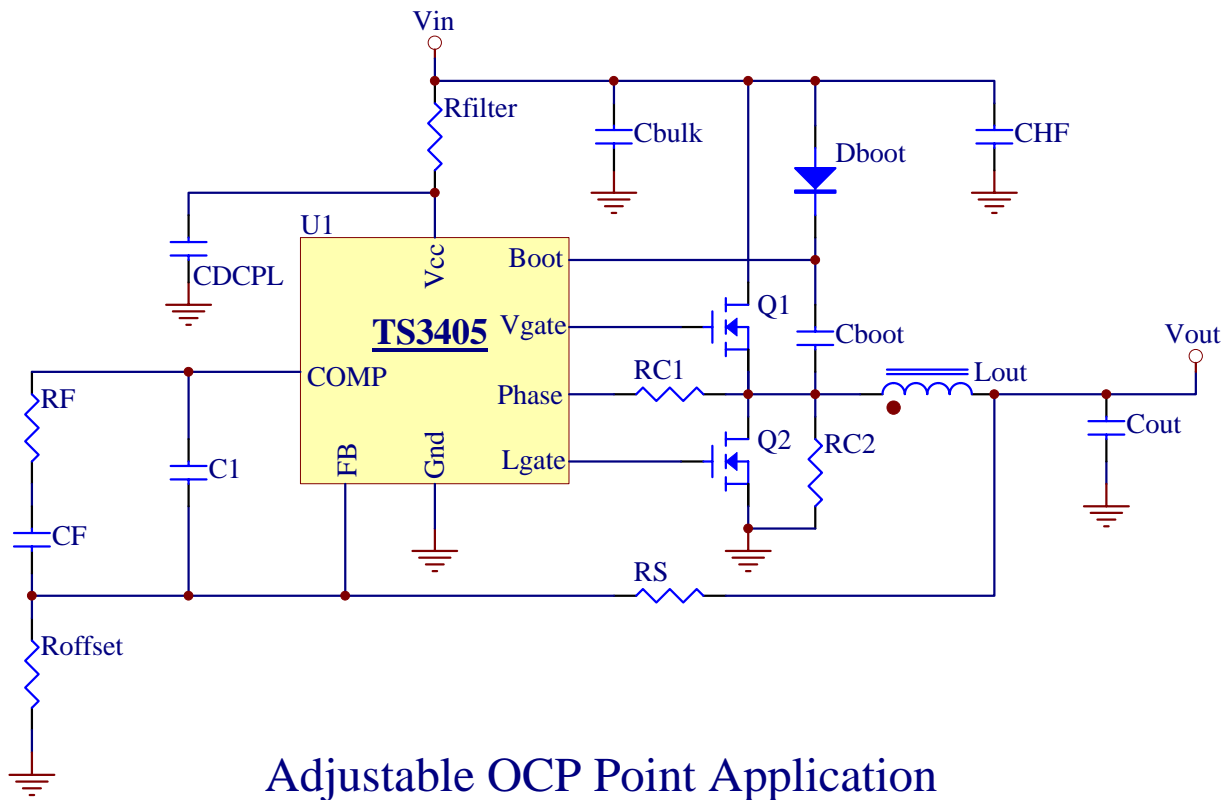 Vin
Rfilter
Cbulk
CHF
Dboot
U1
CDCPL
Vcc
Boot
TS3405
Vgate
Q1
Cboot
Vout
COMP
RF
Phase
RC1
Lout
Cout
C1
FB
Gnd
Lgate
Q2
RC2
CF
RS
Roffset
Adjustable OCP Point Application